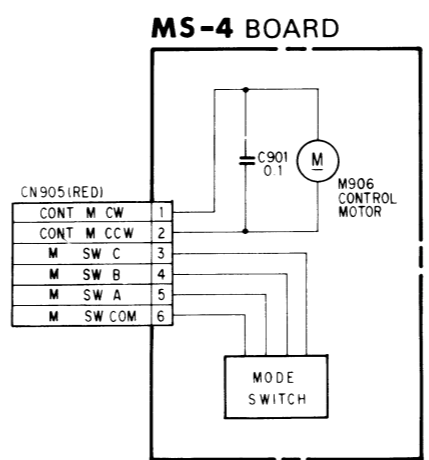 MS-4 BOARD
C901
0.1
M
M906
CONTROL
MOTOR
CN905(RED)
CONT M CW 1
CONT M CCW 2
M SW C 3
M SW B 4
M SW A 5
M SW COM 6
MODE
SWITCH